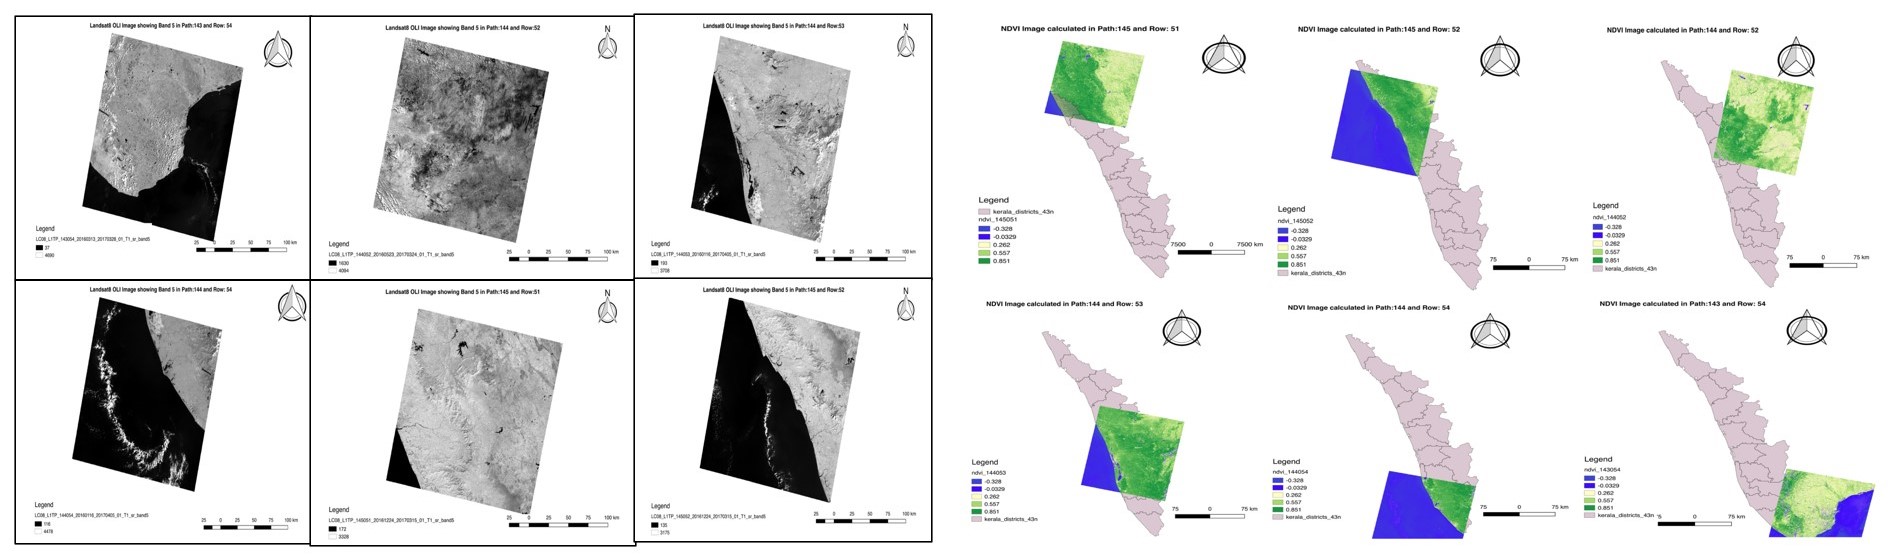 Landsat8 OLI Image showing Band 5 in Path:143 and Row: 54
Legend
LC08_L1TP_143054_20160313_20170328_01_T1_sr_band5
37
4690
25 0 25 50 75 100 km
Landsat8 OLI Image showing Band 5 in Path:144 and Row:52
N
Legend
LC08_L1TP_144052_20160523_20170324_01_T1_sr_band5
1630
4084
25 0 25 50 75 100 km
Landsat8 OLI Image showing Band 5 in Path:144 and Row:53
N
Legend
LC08_L1TP_144053_20160116_20170405_01_T1_sr_band5
193
3708
25 0 25 50 75 100 km
Landsat8 OLI Image showing Band 5 in Path:144 and Row: 54
Legend
LC08_L1TP_144054_20160116_20170405_01_T1_sr_band5
118
4478
25 0 25 50 75 100 km
Landsat8 OLI Image showing Band 5 in Path:145 and Row:51
N
Legend
LC08_L1TP_145051_20161224_20170315_01_T1_sr_band5
172
3328
25 0 25 50 75 100 km
Landsat8 OLI Image showing Band 5 in Path:145 and Row:52
N
Legend
LC08_L1TP_145052_20161224_20170315_01_T1_sr_band5
135
3175
25 0 25 50 75 100 km
NDVI Image calculated in Path:145 and Row: 51
Legend
kerala_districts_43n
ndvi_145051
-0.328
-0.0329
0.262
0.557
0.851
7500 0 7500 km
NDVI Image calculated in Path:145 and Row: 52
Legend
ndvi_145052
-0.328
-0.0329
0.262
0.557
0.851
kerala_districts_43n
75 0 75 km
NDVI Image calculated in Path:144 and Row: 52
Legend
ndvi_144052
-0.328
-0.0329
0.262
0.557
0.851
kerala_districts_43n
75 0 75 km
NDVI Image calculated in Path:144 and Row: 53
Legend
ndvi_144053
-0.328
-0.0329
0.262
0.557
0.851
kerala_districts_43n
75 0 75 km
NDVI Image calculated in Path:144 and Row: 54
Legend
ndvi_144054
-0.328
-0.0329
0.262
0.557
0.851
kerala_districts_43n
75 0 75 km
NDVI Image calculated in Path:143 and Row: 54
Legend
ndvi_143054
-0.328
-0.0329
0.262
0.557
0.851
kerala_districts_43n
0 75 km